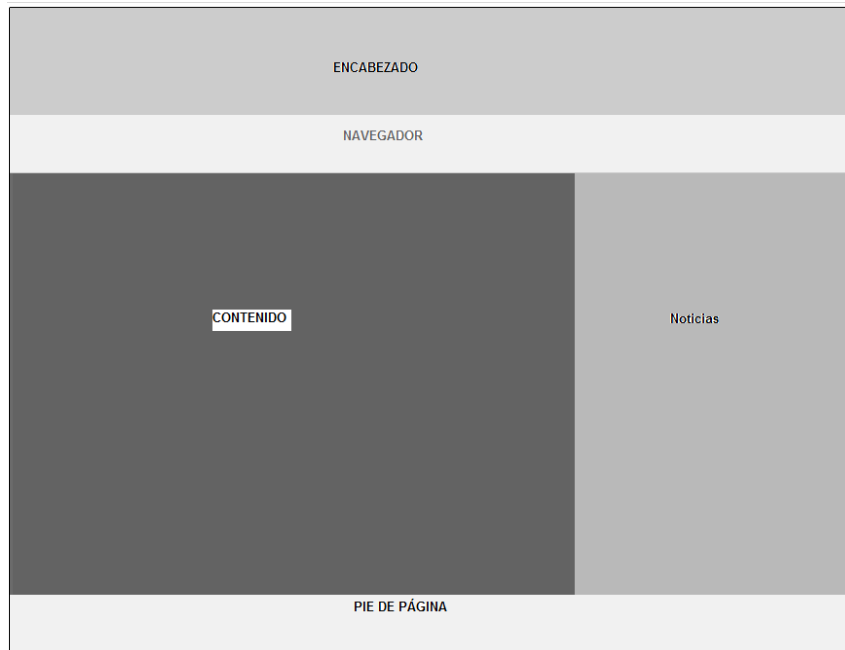 ENCABEZADO
NAVEGADOR
CONTENIDO
Noticias
PIE DE PÁGINA